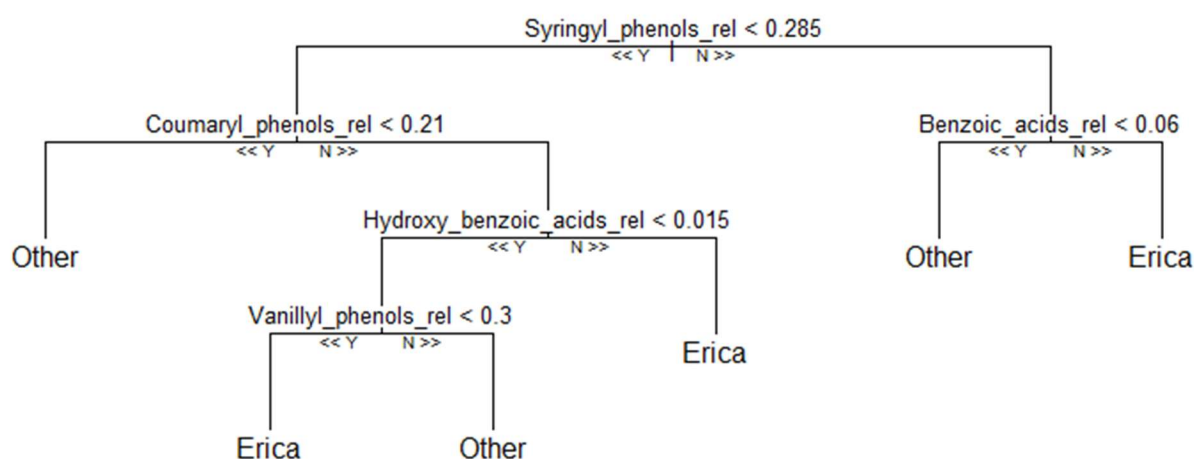 Syringyl_phenols_rel < 0.285
<< Y N >>
Coumaryl_phenols_rel < 0.21
<< Y N >>
Benzoic_acids_rel < 0.06
<< Y N >>
Other
Hydroxy_benzoic_acids_rel < 0.015
<< Y N >>
Other
Erica
Vanillyl_phenols_rel < 0.3
<< Y N >>
Erica
Erica
Other